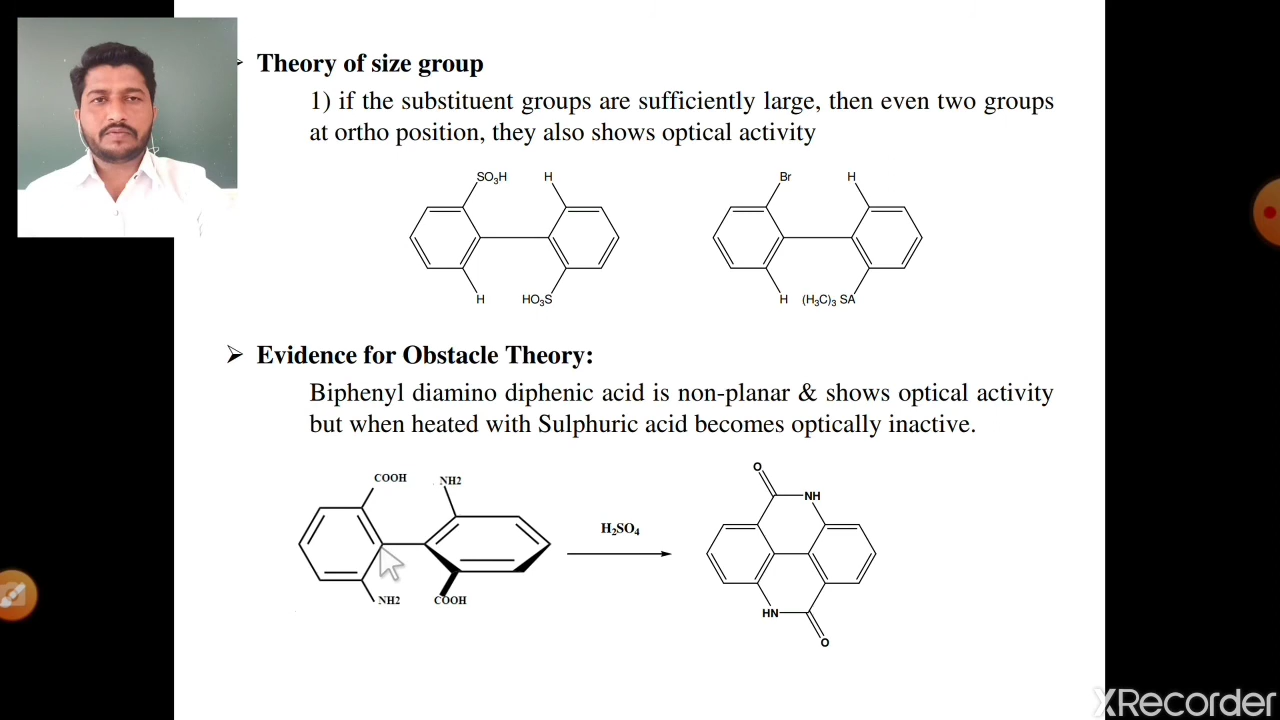 Theory of size group
1) if the substituent groups are sufficiently large, then even two groups
at ortho position, they also shows optical activity
SO₃H H Br H
H HO₃S H (H₃C)₃ SA
➢ Evidence for Obstacle Theory:
Biphenyl diamino diphenic acid is non-planar & shows optical activity
but when heated with Sulphuric acid becomes optically inactive.
O
COOH NH2
NH
H₂SO₄
NH2 COOH
HN
O
XRecorder